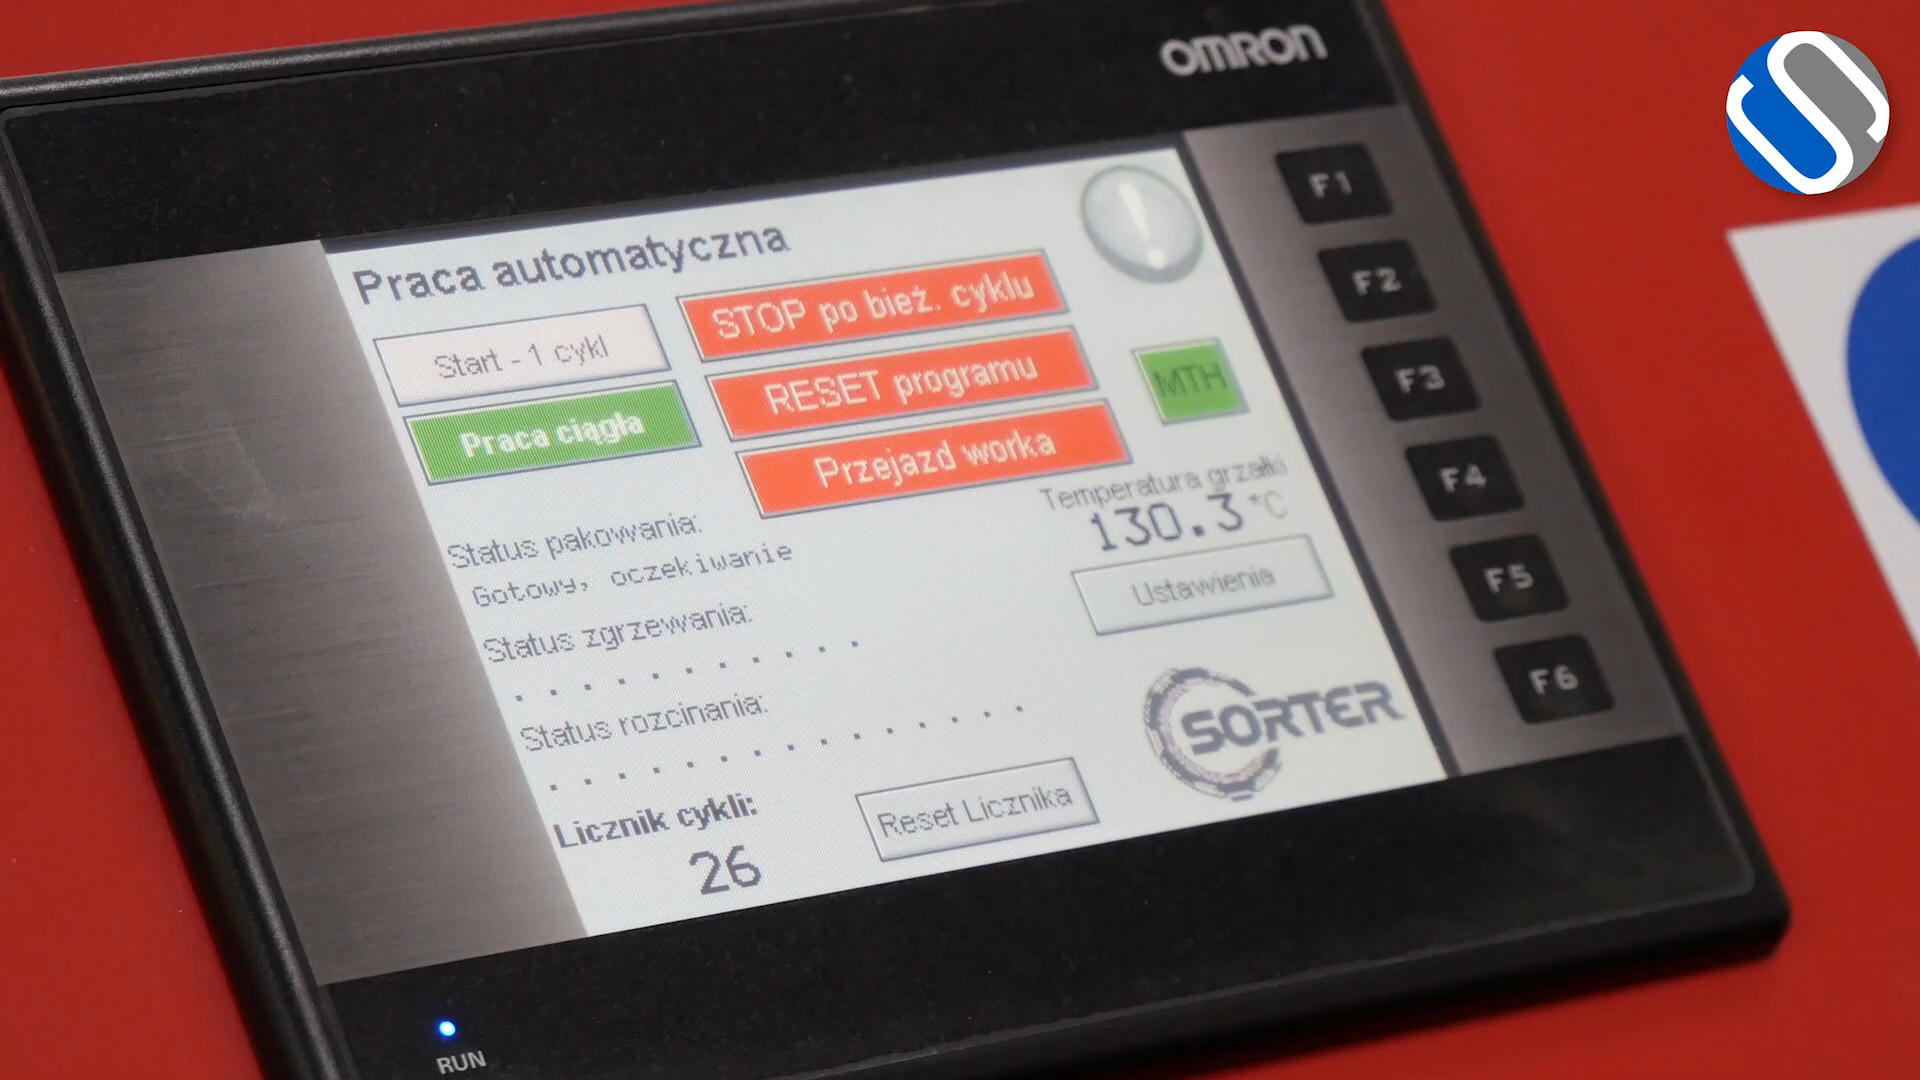 OMRON
Praca automatyczna
Start - 1 cykl
Praca ciągła
STOP po bież. cyklu
RESET programu
Przejazd worka
MTH
Temperatura grzałki
130.3 °C
Ustawienia
Status pakowania:
Gotowy, oczekiwanie
Status zgrzewania:
. . . . . . . . . .
Status rozcinania:
. . . . . . . . . . . . . .
Licznik cykli:
26
Reset Licznika
SORTER
F1
F2
F3
F4
F5
F6
RUN